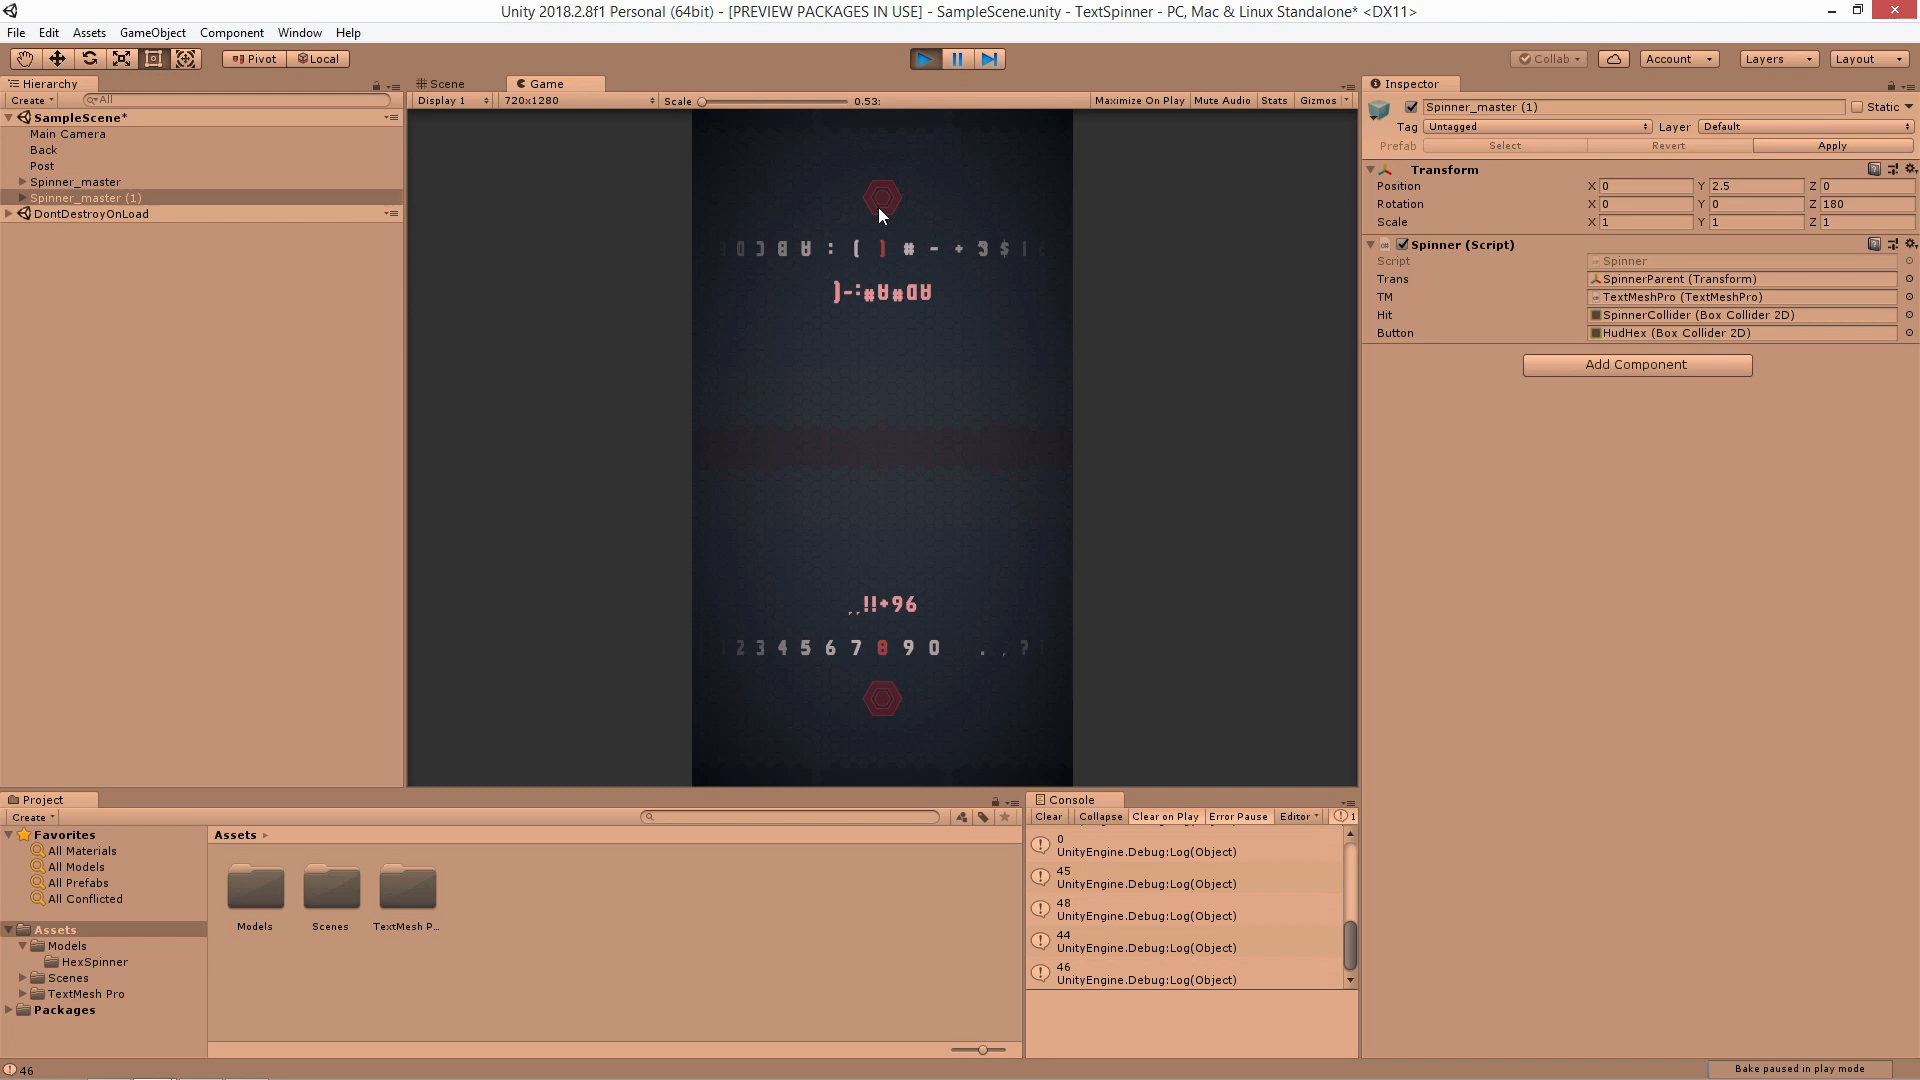 Unity 2018.2.8f1 Personal (64bit) - [PREVIEW PACKAGES IN USE] - SampleScene.unity - TextSpinner - PC, Mac & Linux Standalone* <DX11>
File Edit Assets GameObject Component Window Help
Pivot Local Collab Account Layers Layout
Hierarchy
Create All
SampleScene*
Main Camera
Back
Post
Spinner_master
Spinner_master (1)
DontDestroyOnLoad
Scene Game
Display 1 720x1280 Scale 0.53: Maximize On Play Mute Audio Stats Gizmos
,,!!+96
2 3 4 5 6 7 8 9 0 . , ?
Inspector
Spinner_master (1) Static
Tag Untagged Layer Default
Prefab Select Revert Apply
Transform
Position X 0 Y 2.5 Z 0
Rotation X 0 Y 0 Z 180
Scale X 1 Y 1 Z 1
Spinner (Script)
Script Spinner
Trans SpinnerParent (Transform)
TM TextMeshPro (TextMeshPro)
Hit SpinnerCollider (Box Collider 2D)
Button HudHex (Box Collider 2D)
Add Component
Project
Create
Favorites
All Materials
All Models
All Prefabs
All Conflicted
Assets
Models
HexSpinner
Scenes
TextMesh Pro
Packages
Assets
Models Scenes TextMesh P...
Console
Clear Collapse Clear on Play Error Pause Editor 1
0
UnityEngine.Debug:Log(Object)
45
UnityEngine.Debug:Log(Object)
48
UnityEngine.Debug:Log(Object)
44
UnityEngine.Debug:Log(Object)
46
UnityEngine.Debug:Log(Object)
46
Bake paused in play mode